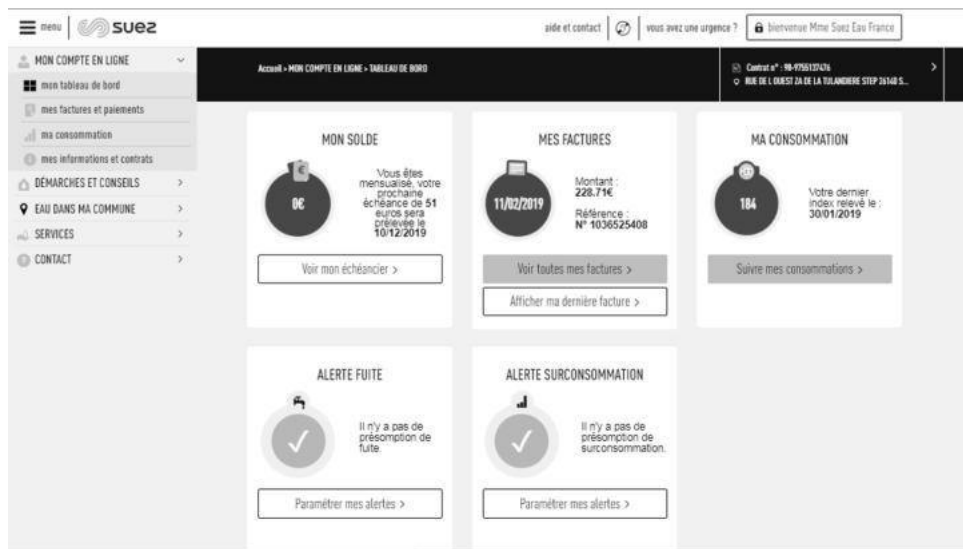 menu suez aide et contact vous avez une urgence ? bienvenue Mme Suez Eau France
MON COMPTE EN LIGNE
mon tableau de bord
mes factures et paiements
ma consommation
mes informations et contrats
DÉMARCHES ET CONSEILS
EAU DANS MA COMMUNE
SERVICES
CONTACT
Accueil > MON COMPTE EN LIGNE > TABLEAU DE BORD
Contrat n° : 98-9755137476
RUE DE L OUEST ZA DE LA TULANDIERE STEP 26140 S...
MON SOLDE
0€
Vous êtes
mensualisé, votre
prochaine
échéance de 51
euros sera
prélevée le
10/12/2019
Voir mon échéancier >
MES FACTURES
11/02/2019
Montant :
228.71€
Référence :
N° 1036525408
Voir toutes mes factures >
Afficher ma dernière facture >
MA CONSOMMATION
184
Votre dernier
index relevé le :
30/01/2019
Suivre mes consommations >
ALERTE FUITE
Il n'y a pas de
présomption de
fuite.
Paramétrer mes alertes >
ALERTE SURCONSOMMATION
Il n'y a pas de
présomption de
surconsommation.
Paramétrer mes alertes >